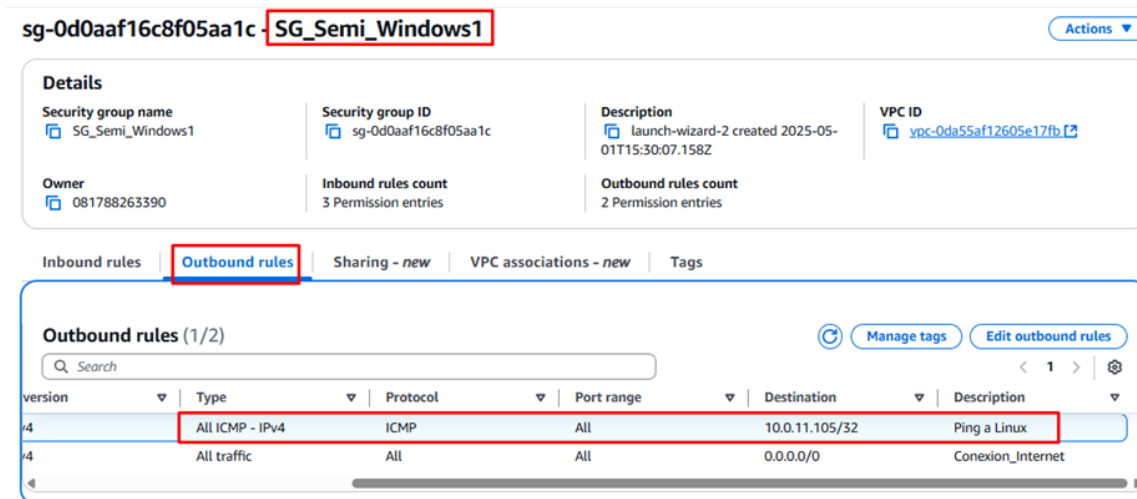 sg-0d0aaf16c8f05aa1c - SG_Semi_Windows1
Actions
Details
Security group name
SG_Semi_Windows1
Security group ID
sg-0d0aaf16c8f05aa1c
Description
launch-wizard-2 created 2025-05-
01T15:30:07.158Z
VPC ID
vpc-0da55af12605e17fb
Owner
081788263390
Inbound rules count
3 Permission entries
Outbound rules count
2 Permission entries
Inbound rules | Outbound rules | Sharing - new | VPC associations - new | Tags
Outbound rules (1/2)
Manage tags
Edit outbound rules
Search
1
version Type Protocol Port range Destination Description
v4 All ICMP - IPv4 ICMP All 10.0.11.105/32 Ping a Linux
v4 All traffic All All 0.0.0.0/0 Conexion_Internet